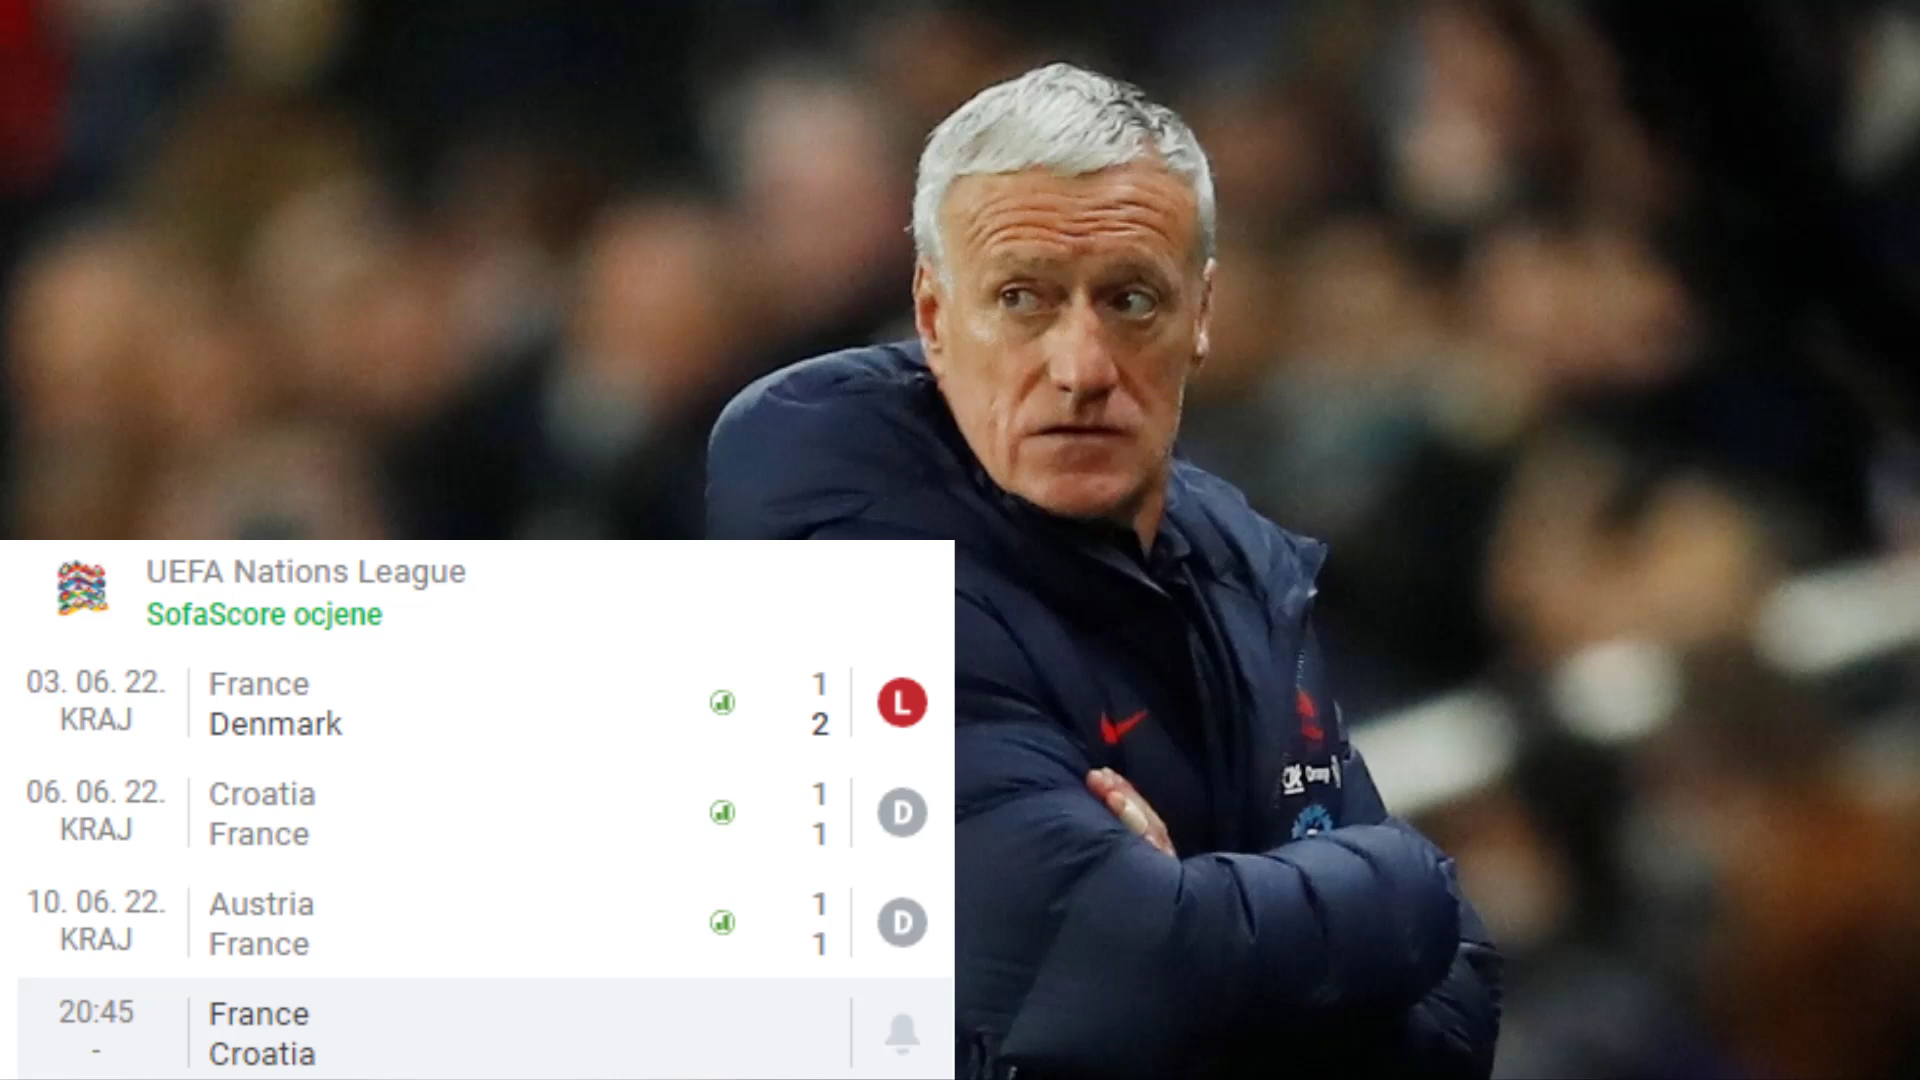 UEFA Nations League
SofaScore ocjene
03. 06. 22.
KRAJ
France
Denmark
1
2
L
06. 06. 22.
KRAJ
Croatia
France
1
1
D
10. 06. 22.
KRAJ
Austria
France
1
1
D
20:45
-
France
Croatia
Orange